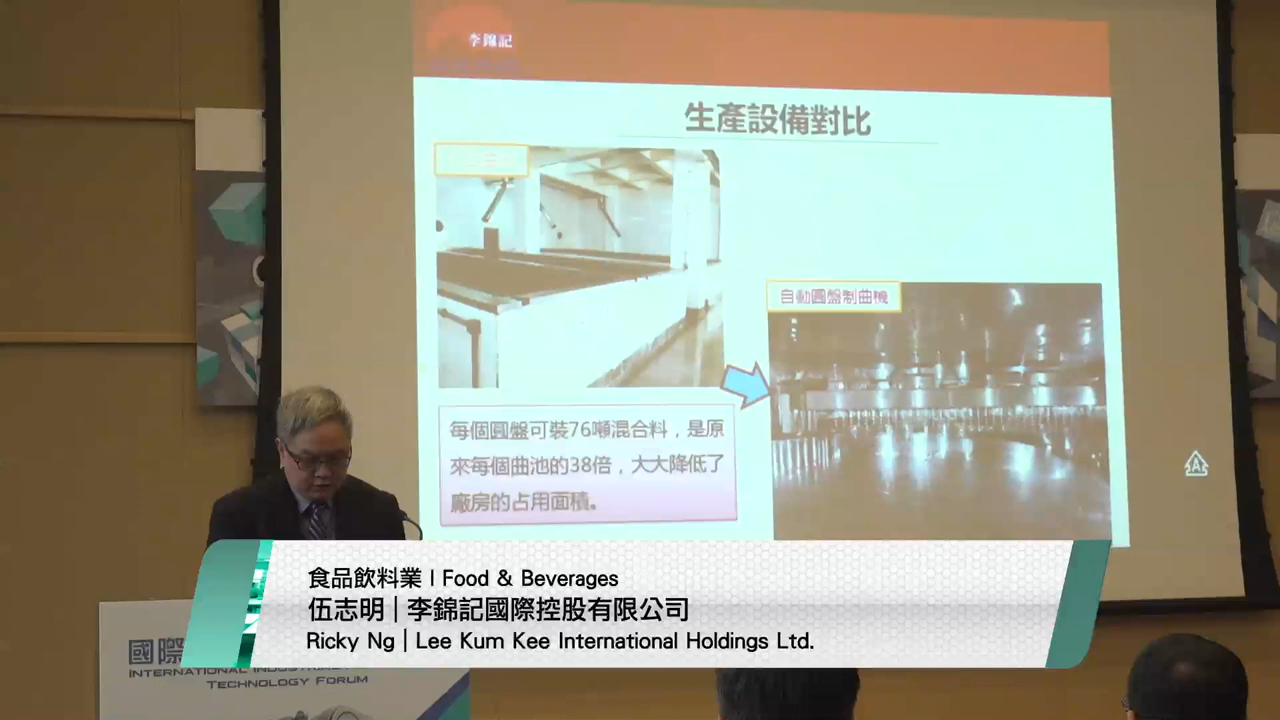 李錦記
生產設備對比
自動圓盤制曲機
每個圓盤可裝76噸混合料，是原
來每個曲池的38倍，大大降低了
廠房的占用面積。
食品飲料業 | Food & Beverages
伍志明 | 李錦記國際控股有限公司
Ricky Ng | Lee Kum Kee International Holdings Ltd.
國際
INTERNATIONAL
TECHNOLOGY FORUM